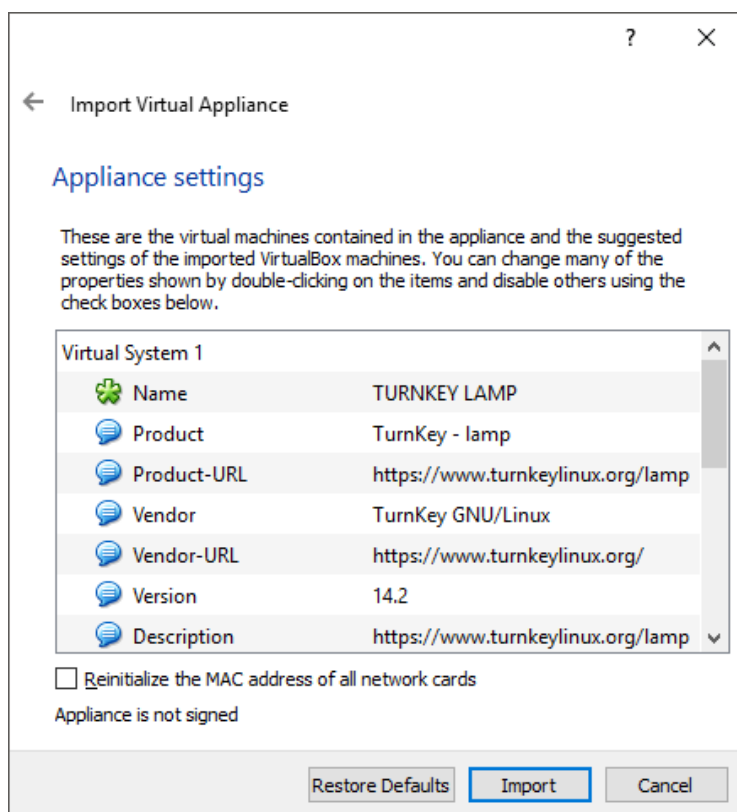 ?
Import Virtual Appliance
Appliance settings
These are the virtual machines contained in the appliance and the suggested
settings of the imported VirtualBox machines. You can change many of the
properties shown by double-clicking on the items and disable others using the
check boxes below.
Virtual System 1
Name TURNKEY LAMP
Product TurnKey - lamp
Product-URL https://www.turnkeylinux.org/lamp
Vendor TurnKey GNU/Linux
Vendor-URL https://www.turnkeylinux.org/
Version 14.2
Description https://www.turnkeylinux.org/lamp
Reinitialize the MAC address of all network cards
Appliance is not signed
Restore Defaults Import Cancel